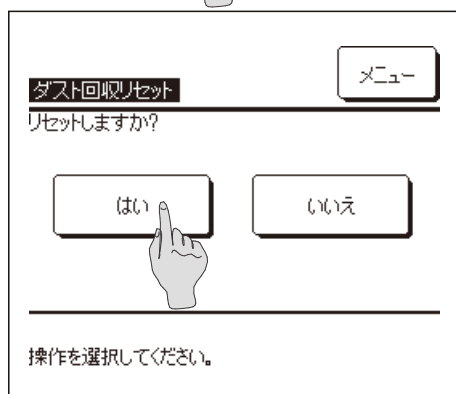 メニュー
ダスト回収リセット
リセットしますか?
はい
いいえ
操作を選択してください。